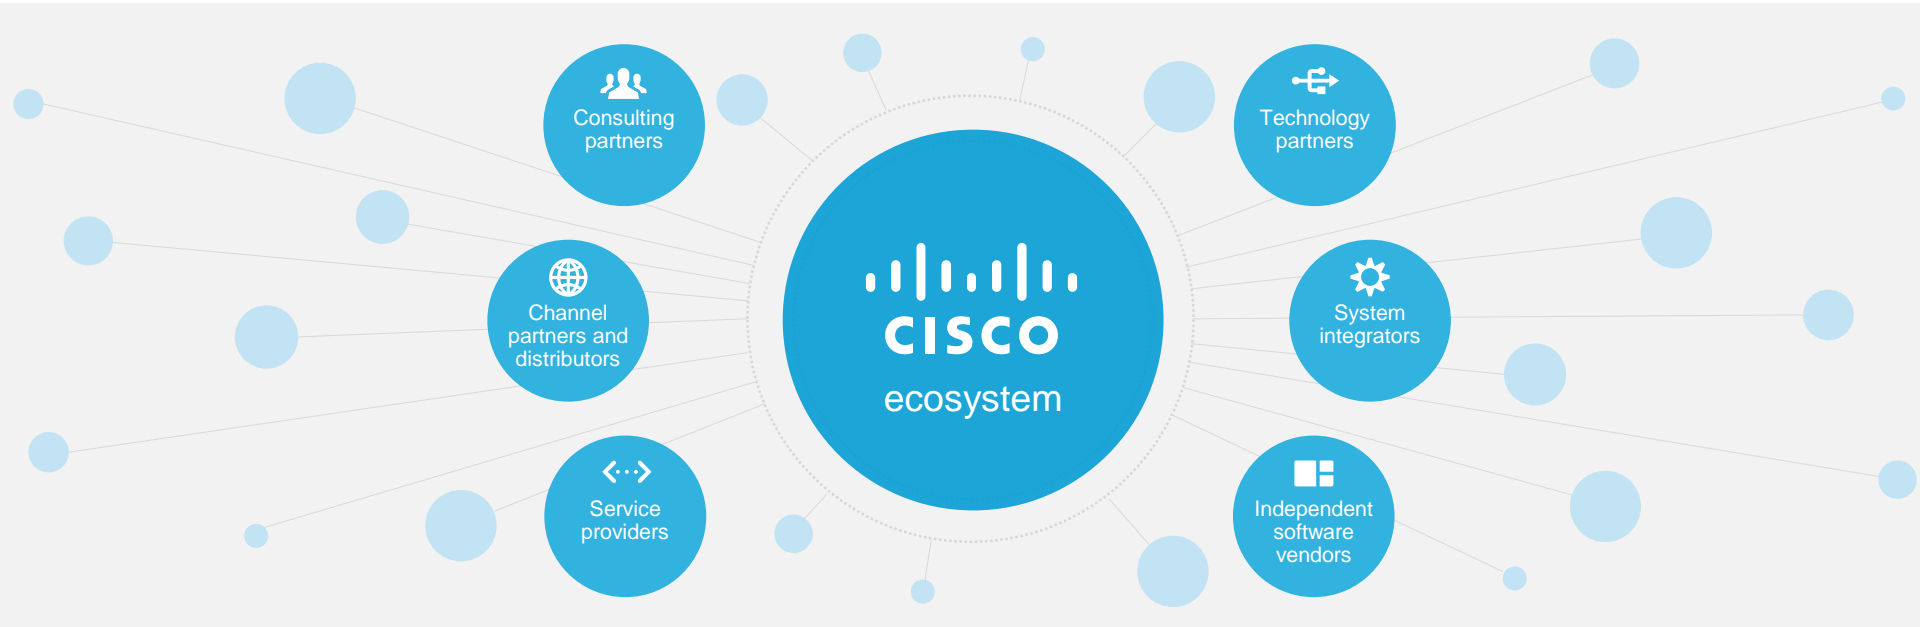 Consulting
partners
Technology
partners
Channel
partners and
distributors
CISCO
ecosystem
System
integrators
Service
providers
Independent
software
vendors